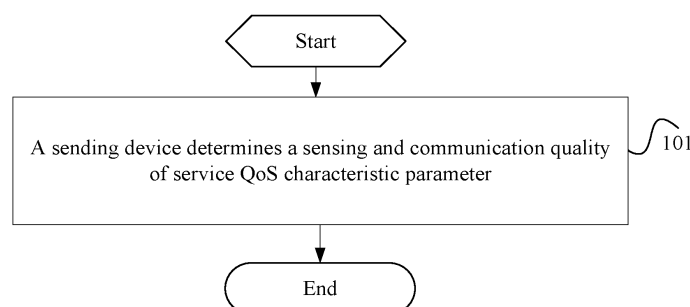 Start
A sending device determines a sensing and communication quality
of service QoS characteristic parameter
101
End